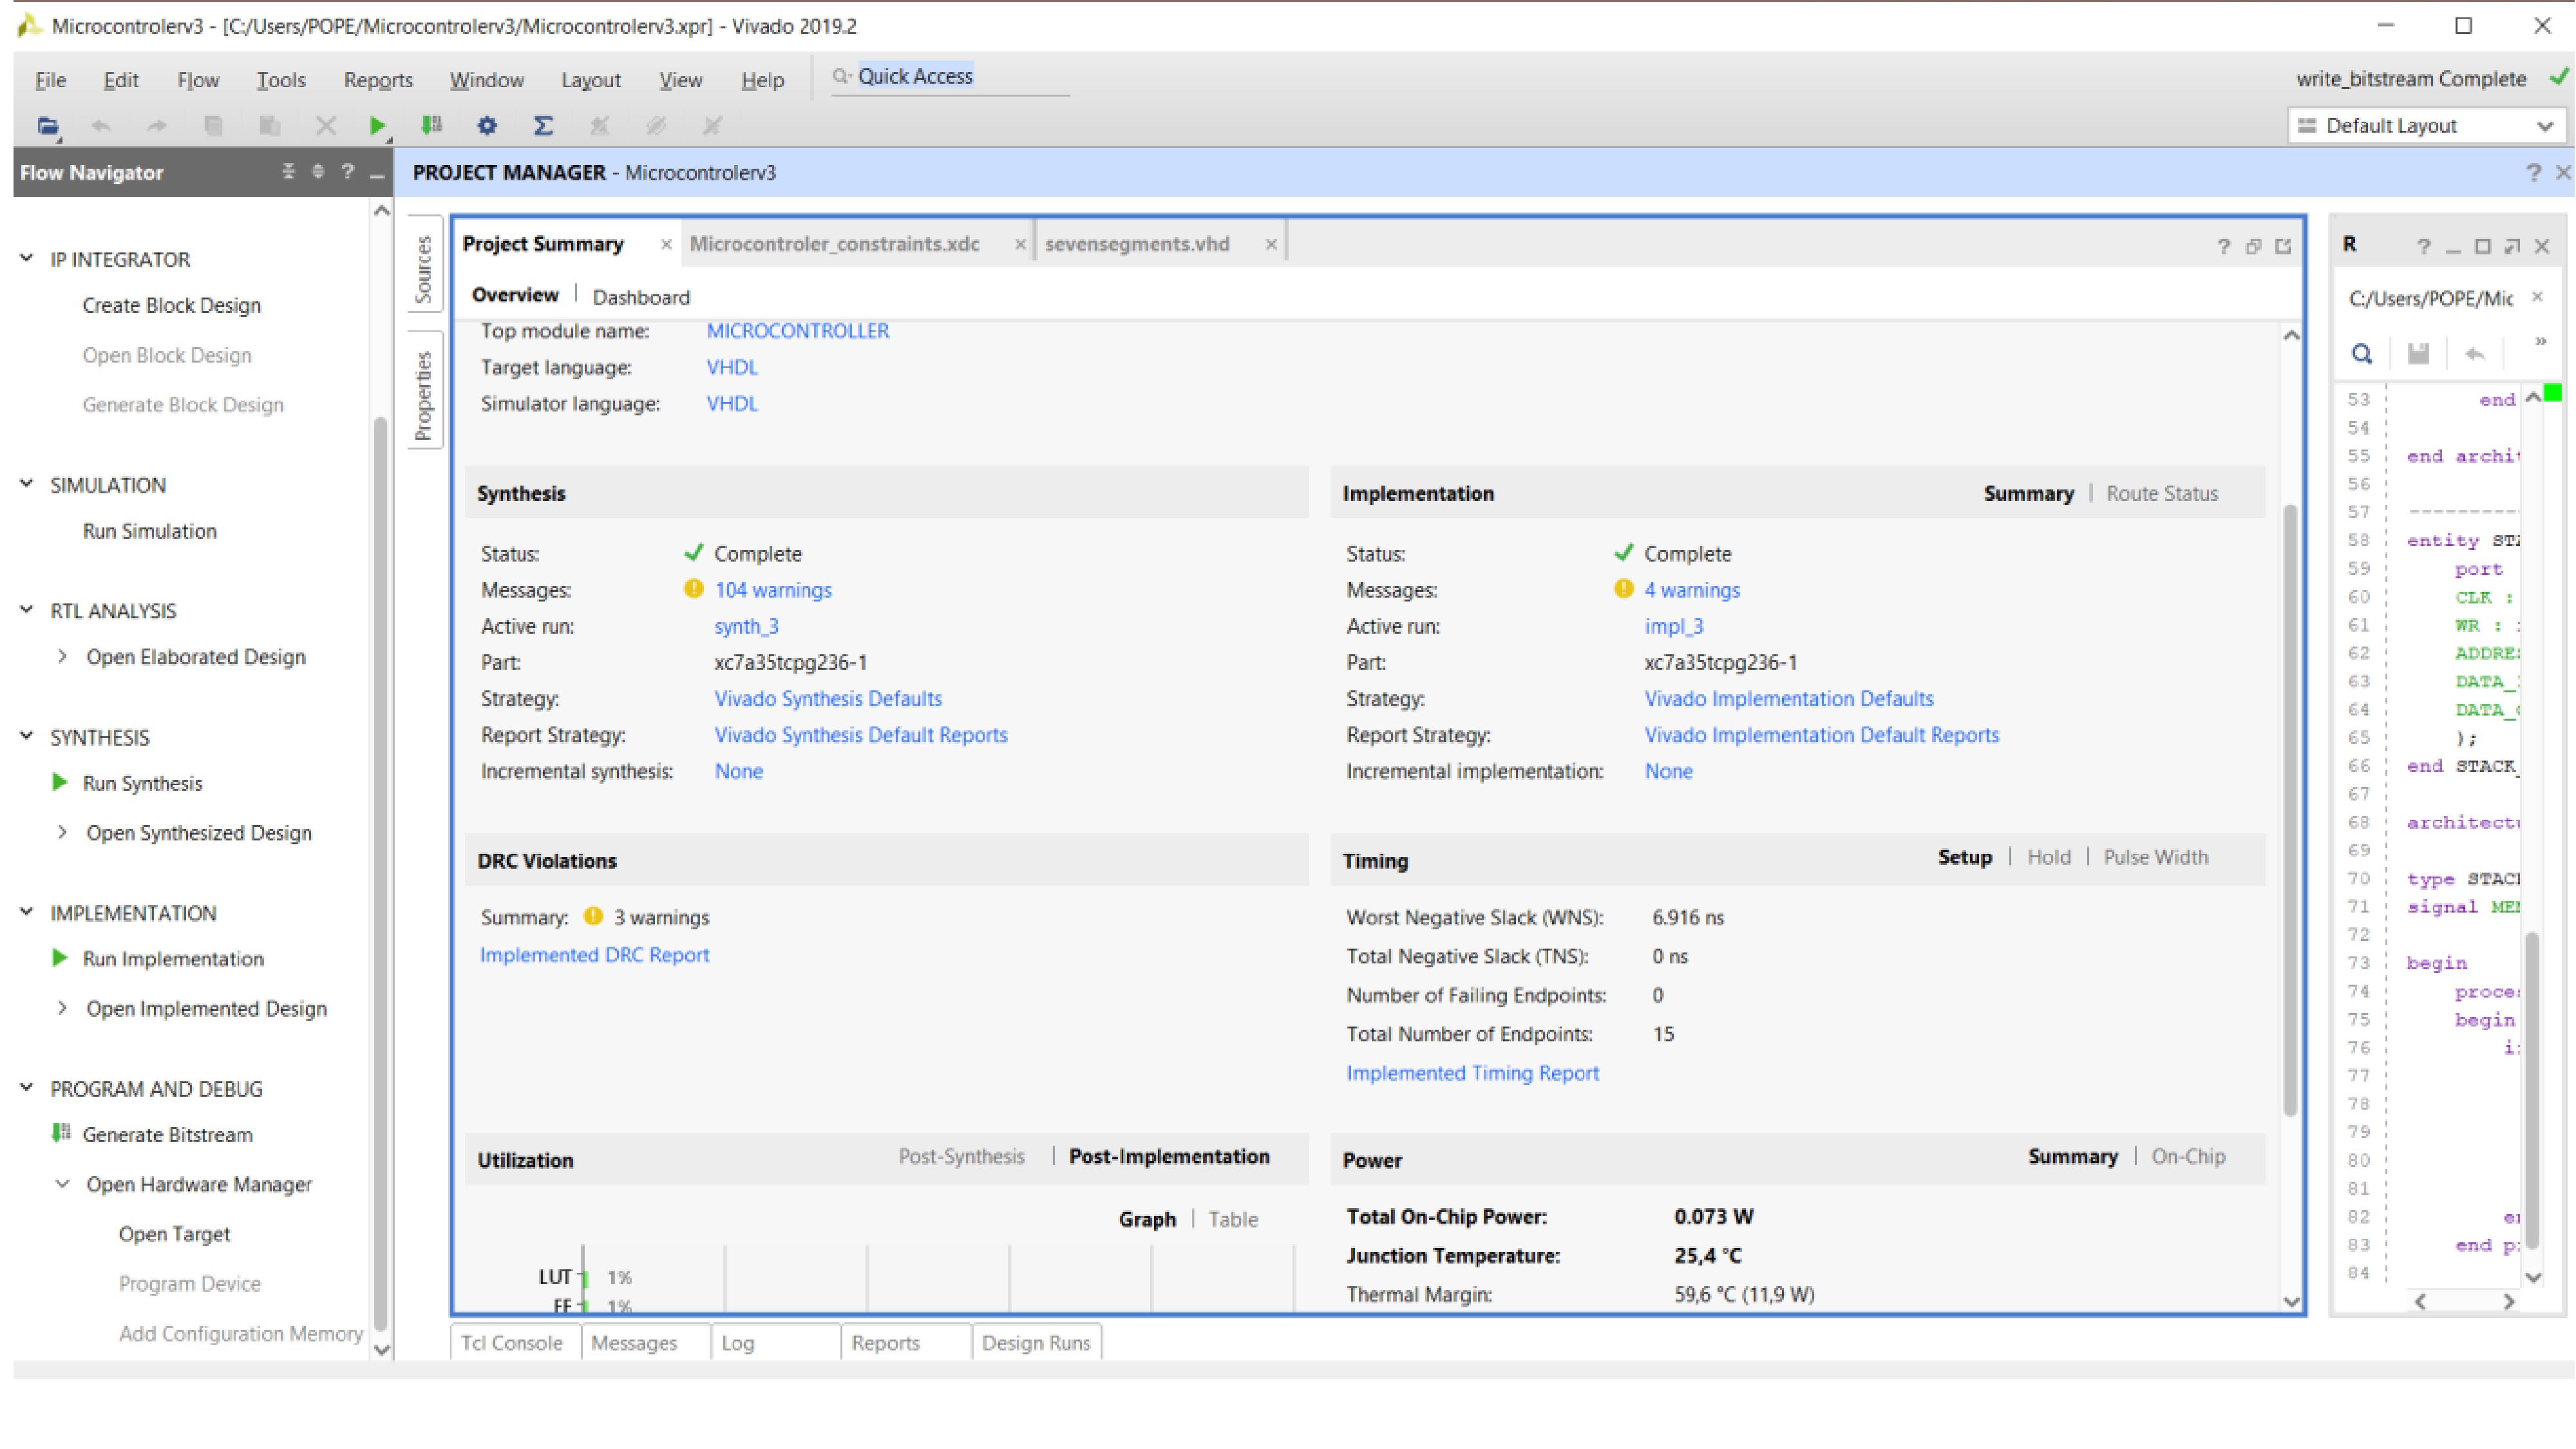 Microcontrolerv3 - [C:/Users/POPE/Microcontrolerv3/Microcontrolerv3.xpr] - Vivado 2019.2
File Edit Flow Tools Reports Window Layout View Help Quick Access
write_bitstream Complete
Default Layout
Flow Navigator
PROJECT MANAGER - Microcontrolerv3
IP INTEGRATOR
Create Block Design
Open Block Design
Generate Block Design
SIMULATION
Run Simulation
RTL ANALYSIS
Open Elaborated Design
SYNTHESIS
Run Synthesis
Open Synthesized Design
IMPLEMENTATION
Run Implementation
Open Implemented Design
PROGRAM AND DEBUG
Generate Bitstream
Open Hardware Manager
Open Target
Program Device
Add Configuration Memory
Sources
Properties
Project Summary Microcontroler_constraints.xdc sevensegments.vhd
Overview | Dashboard
Top module name: MICROCONTROLLER
Target language: VHDL
Simulator language: VHDL
Synthesis
Status: Complete
Messages: 104 warnings
Active run: synth_3
Part: xc7a35tcpg236-1
Strategy: Vivado Synthesis Defaults
Report Strategy: Vivado Synthesis Default Reports
Incremental synthesis: None
Implementation Summary | Route Status
Status: Complete
Messages: 4 warnings
Active run: impl_3
Part: xc7a35tcpg236-1
Strategy: Vivado Implementation Defaults
Report Strategy: Vivado Implementation Default Reports
Incremental implementation: None
DRC Violations
Summary: 3 warnings
Implemented DRC Report
Timing Setup | Hold | Pulse Width
Worst Negative Slack (WNS): 6.916 ns
Total Negative Slack (TNS): 0 ns
Number of Failing Endpoints: 0
Total Number of Endpoints: 15
Implemented Timing Report
Utilization Post-Synthesis | Post-Implementation
Graph | Table
LUT 1%
FF 1%
Power Summary | On-Chip
Total On-Chip Power: 0.073 W
Junction Temperature: 25,4 °C
Thermal Margin: 59,6 °C (11,9 W)
Tcl Console Messages Log Reports Design Runs
R
C:/Users/POPE/Mic
53 end
54
55 end archit
56
57 ----------
58 entity STA
59 port
60 CLK :
61 WR :
62 ADDRES
63 DATA_
64 DATA_
65 );
66 end STACK_
67
68 architectu
69
70 type STACK
71 signal MEM
72
73 begin
74 proces
75 begin
76 i
77
78
79
80
81
82 en
83 end p
84